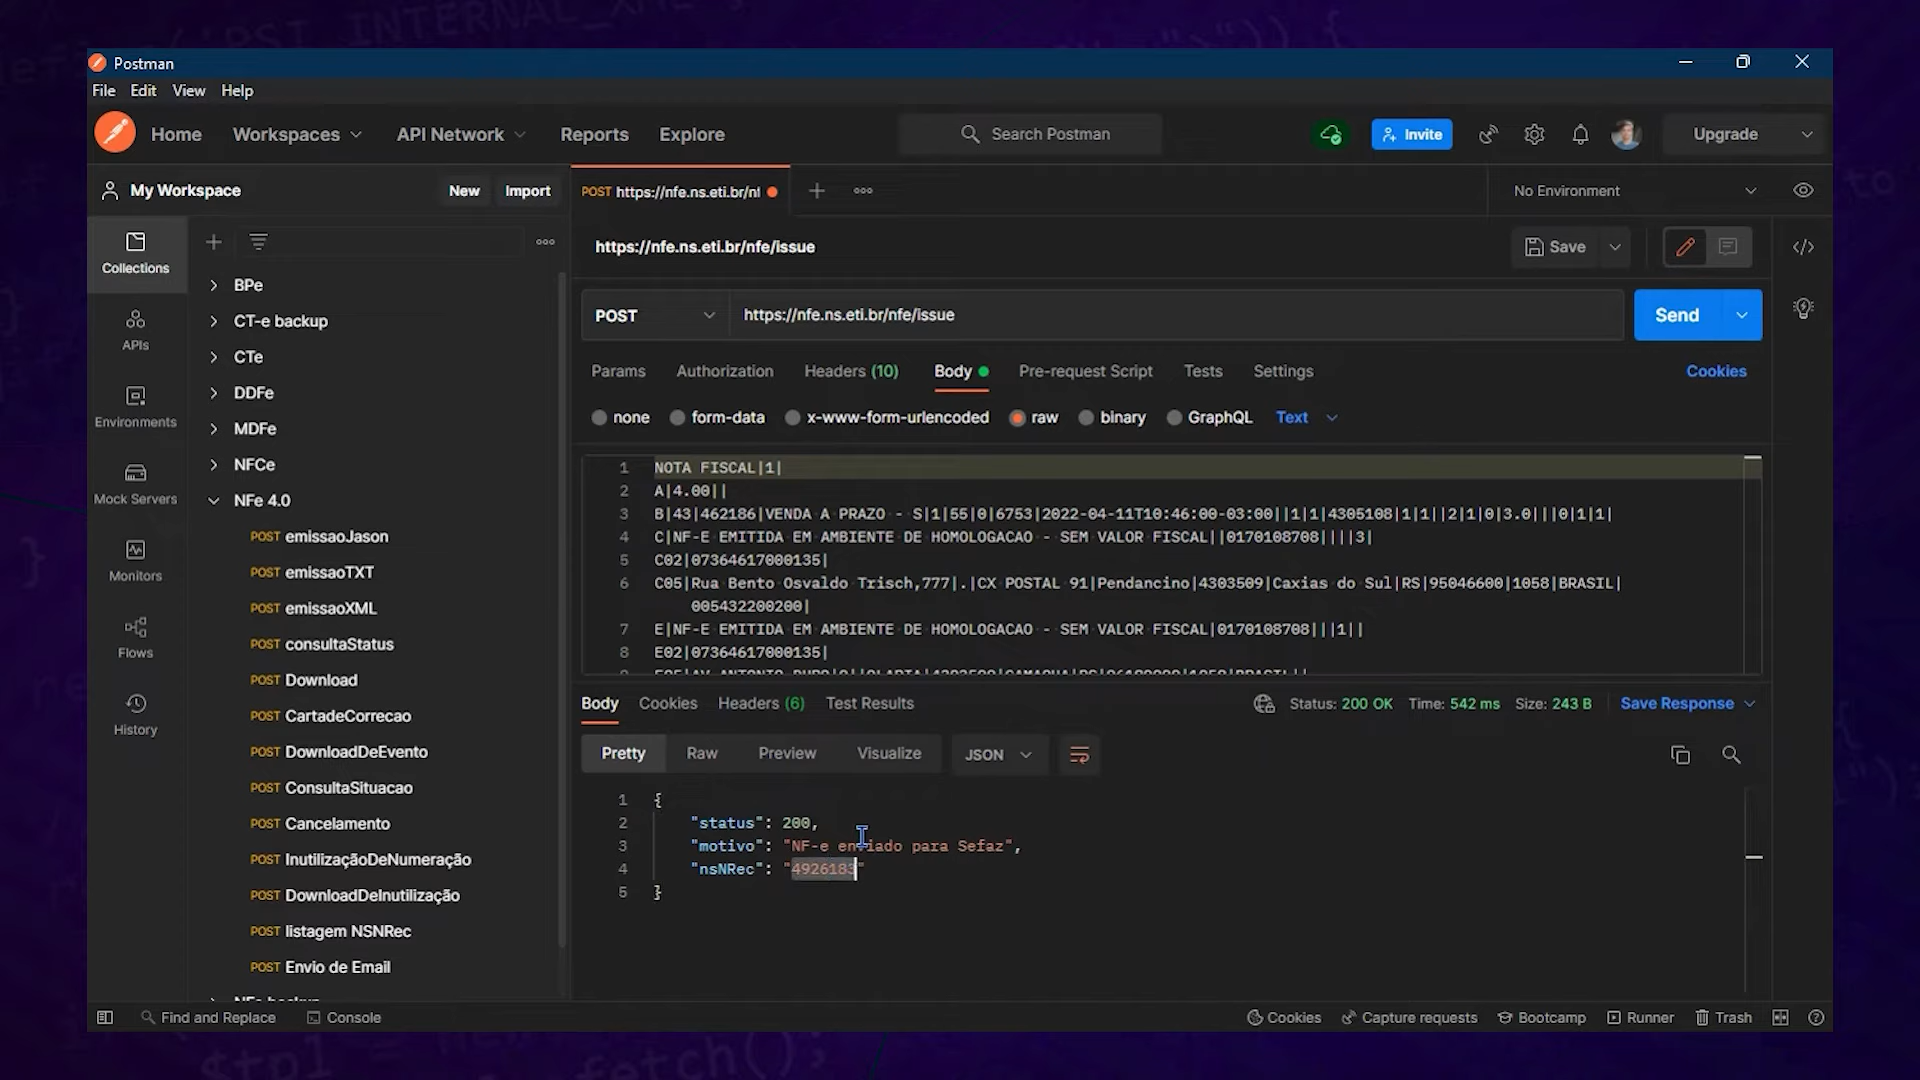 Postman
File Edit View Help
Home Workspaces API Network Reports Explore Search Postman Invite Upgrade
My Workspace New Import POST https://nfe.ns.eti.br/nf No Environment
Collections
APIs
Environments
Mock Servers
Monitors
Flows
History
BPe
CT-e backup
CTe
DDFe
MDFe
NFCe
NFe 4.0
POST emissaoJason
POST emissaoTXT
POST emissaoXML
POST consultaStatus
POST Download
POST CartadeCorrecao
POST DownloadDeEvento
POST ConsultaSituacao
POST Cancelamento
POST InutilizaçãoDeNumeração
POST DownloadDeInutilização
POST listagem NSNRec
POST Envio de Email
https://nfe.ns.eti.br/nfe/issue Save
POST https://nfe.ns.eti.br/nfe/issue Send
Params Authorization Headers (10) Body Pre-request Script Tests Settings Cookies
none form-data x-www-form-urlencoded raw binary GraphQL Text
1 NOTA FISCAL|1|
2 A|4.00||
3 B|43|462186|VENDA A PRAZO - S|1|55|0|6753|2022-04-11T10:46:00-03:00||1|1|4305108|1|1||2|1|0|3.0|||0|1|1|
4 C|NF-E EMITIDA EM AMBIENTE DE HOMOLOGACAO - SEM VALOR FISCAL||0170108708||||3|
5 C02|07364617000135|
6 C05|Rua Bento Osvaldo Trisch,777|.|CX POSTAL 91|Pendancino|4303509|Caxias do Sul|RS|95046600|1058|BRASIL|
005432200200|
7 E|NF-E EMITIDA EM AMBIENTE DE HOMOLOGACAO - SEM VALOR FISCAL|0170108708|||1||
8 E02|07364617000135|
Body Cookies Headers (6) Test Results Status: 200 OK Time: 542 ms Size: 243 B Save Response
Pretty Raw Preview Visualize JSON
1 {
2 "status": 200,
3 "motivo": "NF-e enviado para Sefaz",
4 "nsNRec": "4926183"
5 }
Find and Replace Console Cookies Capture requests Bootcamp Runner Trash